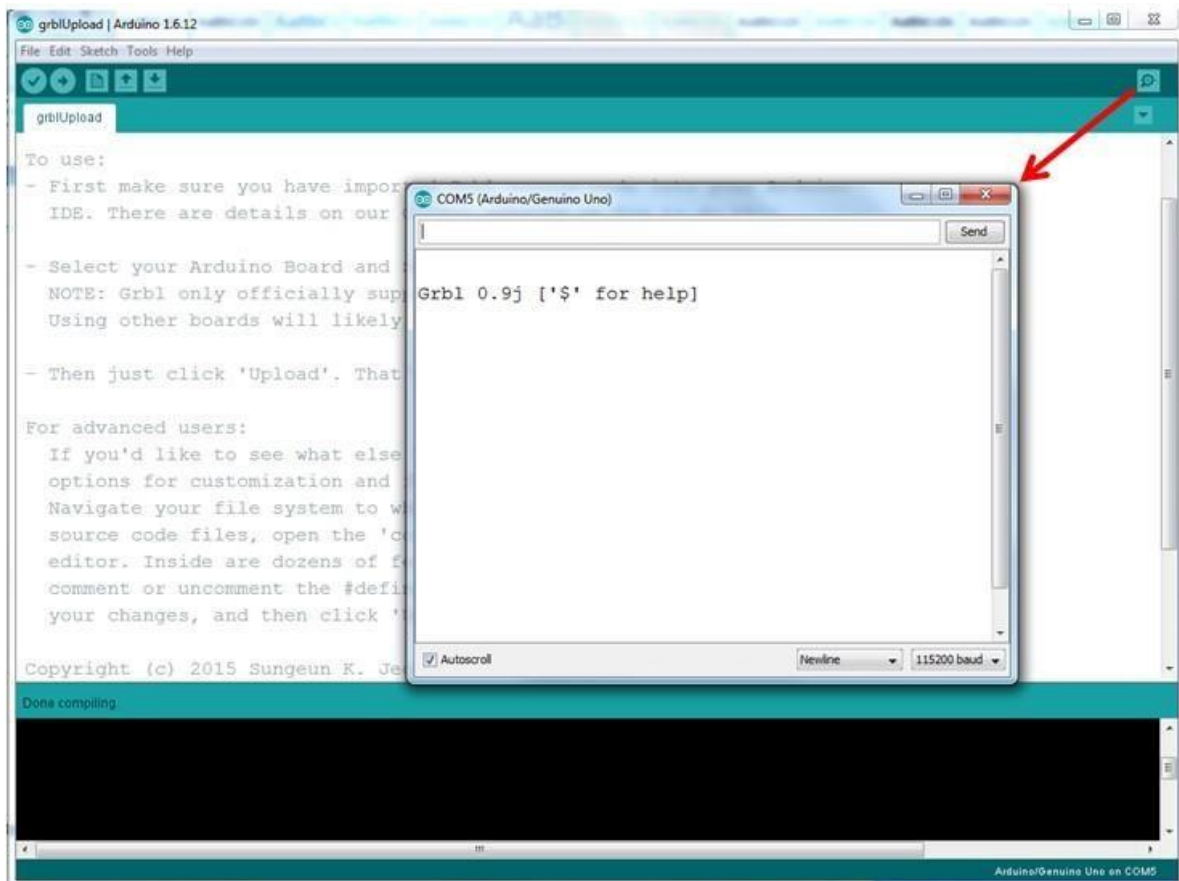 grblUpload | Arduino 1.6.12
File Edit Sketch Tools Help
grblUpload
To use:
- First make sure you have
IDE. There are details on our
- Select your Arduino Board and
NOTE: Grbl only officially
Using other boards will likely
- Then just click 'Upload'. That
For advanced users:
If you'd like to see what else
options for customization and
Navigate your file system to
source code files, open the
editor. Inside are dozens of
comment or uncomment the
your changes, and then click
Copyright (c) 2015 Sungeun K.
COM5 (Arduino/Genuino Uno)
Send
Grbl 0.9j ['$' for help]
Autoscroll
Newline
115200 baud
Done compiling.
Arduino/Genuino Uno on COM5